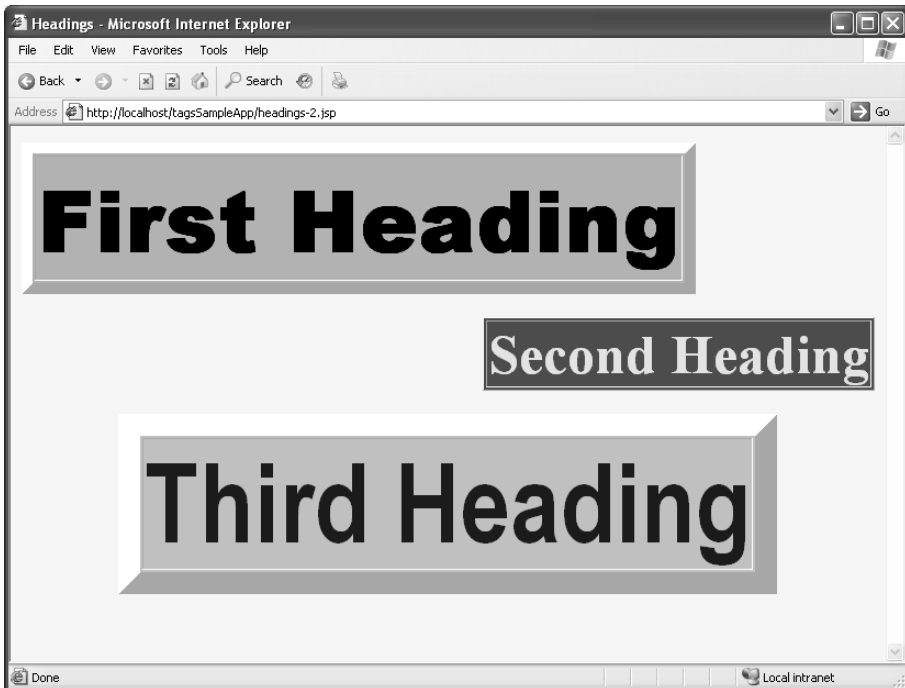 Headings - Microsoft Internet Explorer
File Edit View Favorites Tools Help
Back Search
Address http://localhost/tagsSampleApp/headings-2.jsp Go
First Heading
Second Heading
Third Heading
Done Local intranet